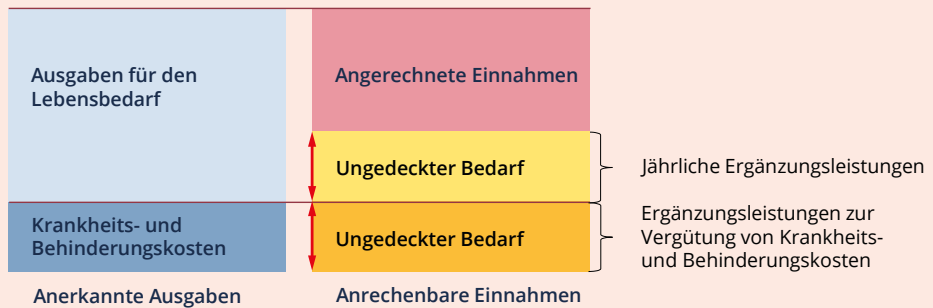 Ausgaben für den
Lebensbedarf
Angerechnete Einnahmen
Ungedeckter Bedarf
Jährliche Ergänzungsleistungen
Krankheits- und
Behinderungskosten
Ungedeckter Bedarf
Ergänzungsleistungen zur
Vergütung von Krankheits-
und Behinderungskosten
Anerkannte Ausgaben
Anrechenbare Einnahmen